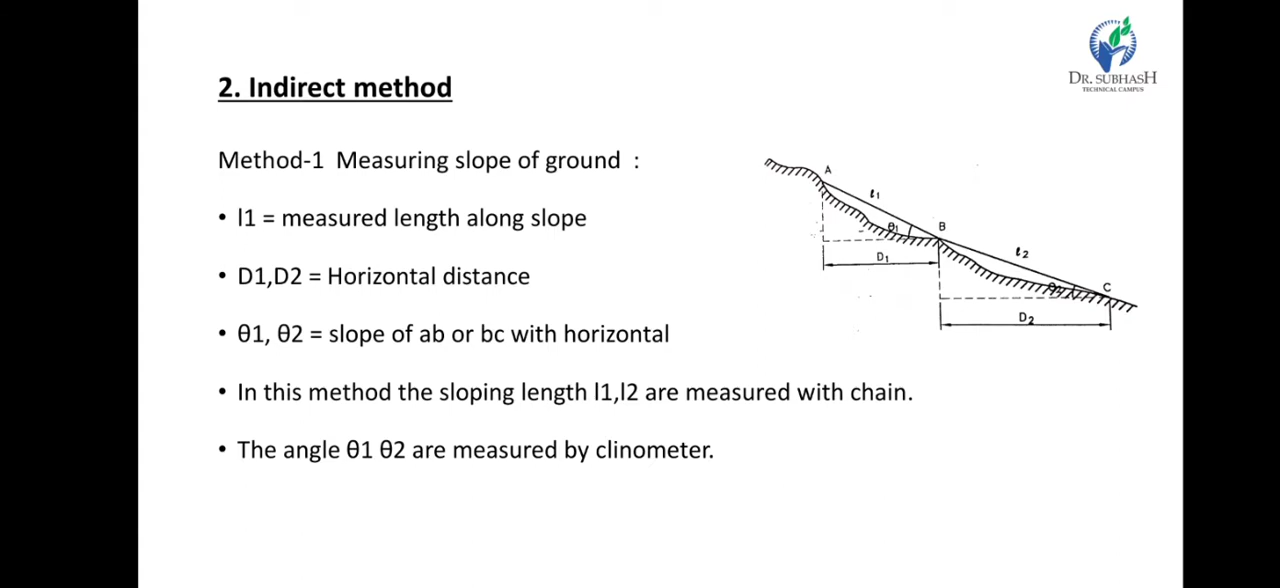 DR. SUBHASH
TECHNICAL CAMPUS
2. Indirect method
Method-1 Measuring slope of ground :
• l1 = measured length along slope
• D1,D2 = Horizontal distance
• θ1, θ2 = slope of ab or bc with horizontal
• In this method the sloping length l1,l2 are measured with chain.
• The angle θ1 θ2 are measured by clinometer.
A
ℓ1
θ1
B
D1
ℓ2
C
D2